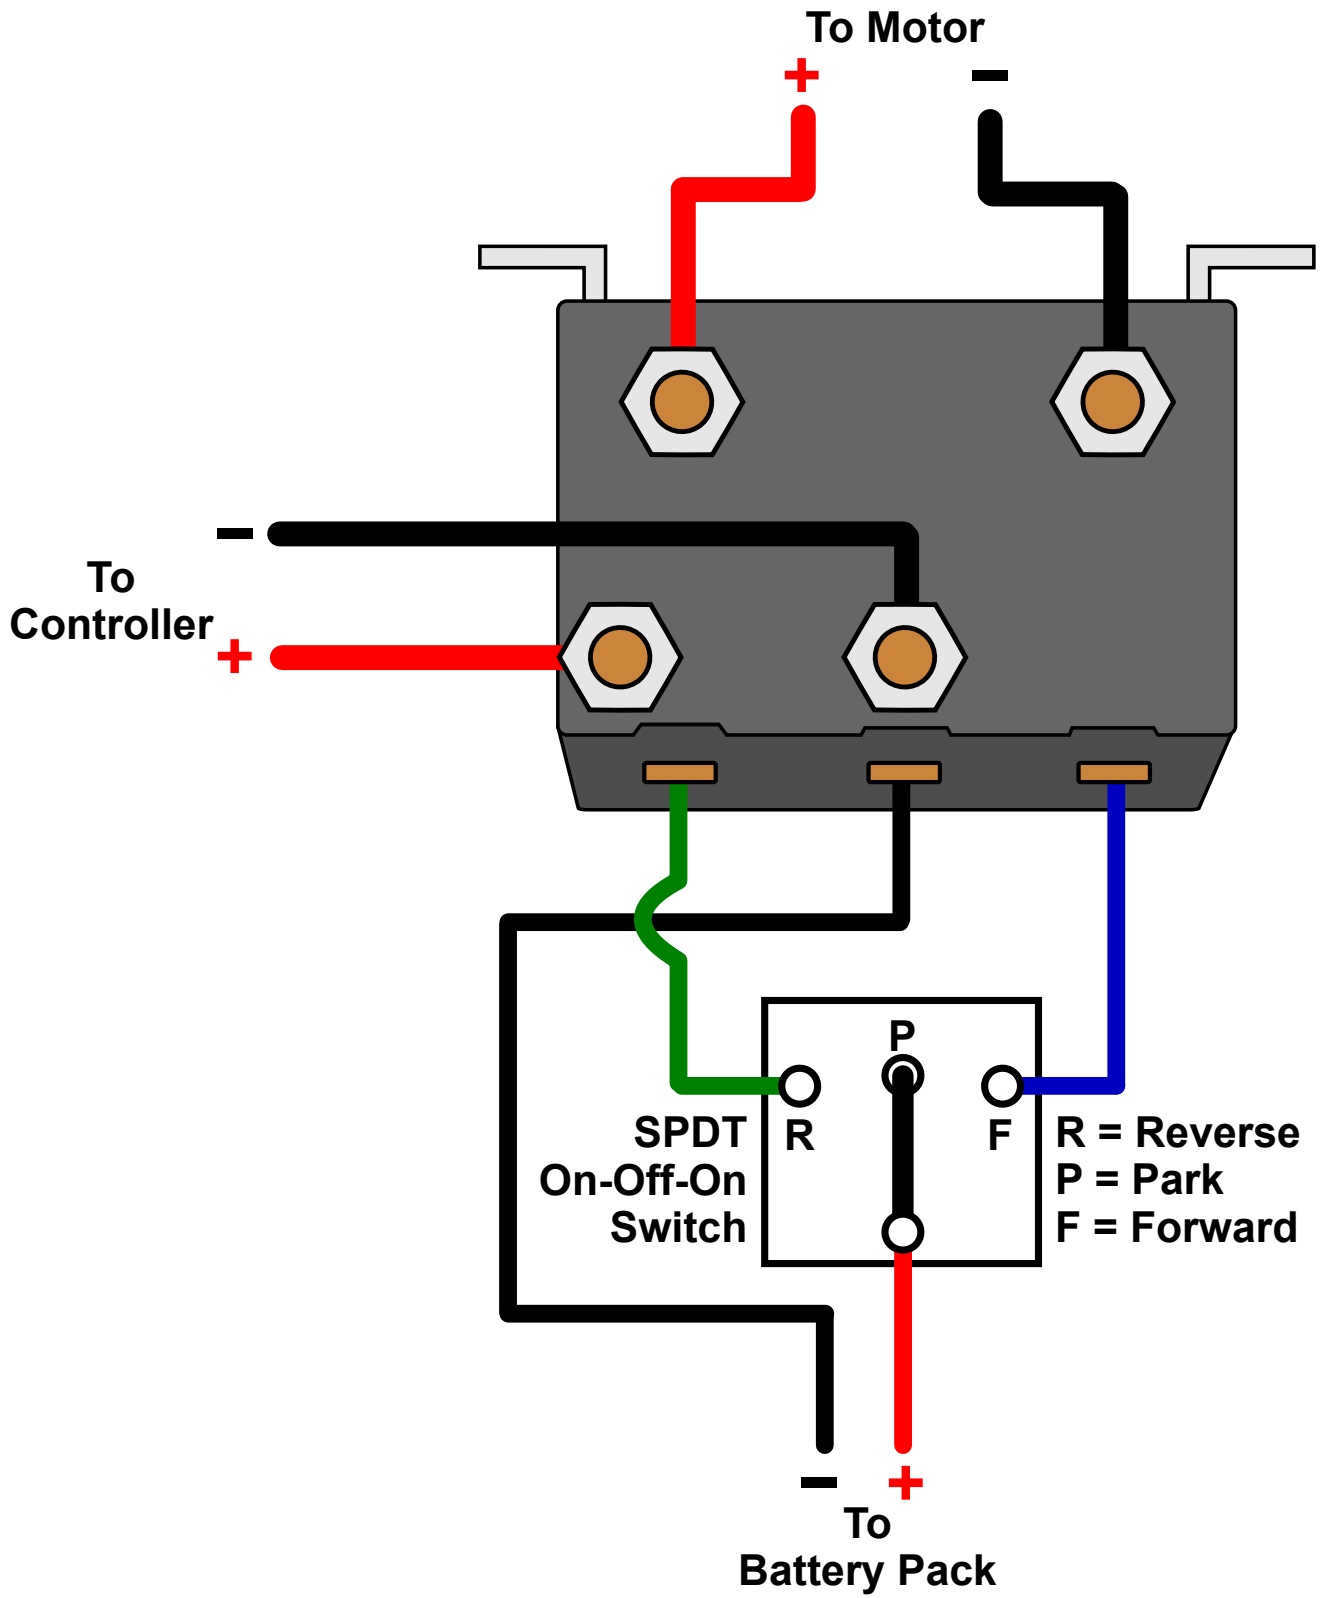 To Motor
+ −
−
To
Controller
+
P
R
F
SPDT
On-Off-On
Switch
R = Reverse
P = Park
F = Forward
− +
To
Battery Pack